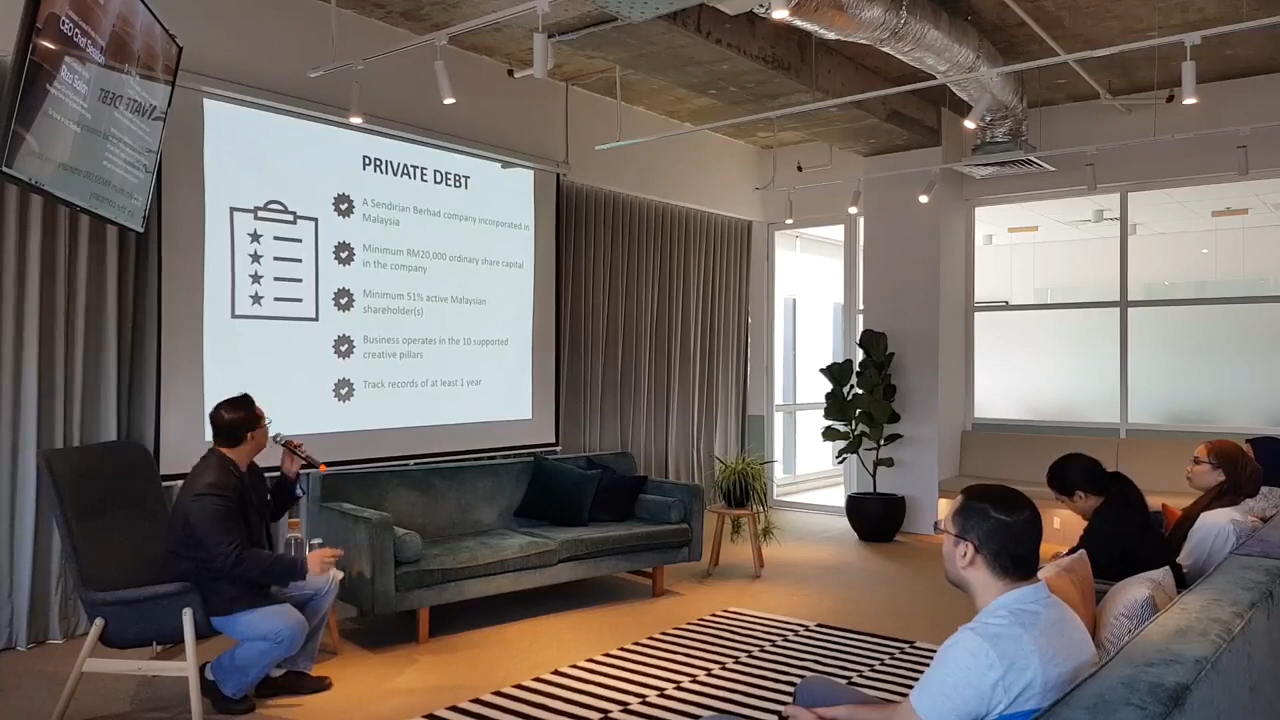 CEO Chat Session
PRIVATE DEBT
A Sendirian Berhad company incorporated in
Malaysia
Minimum RM20,000 ordinary share capital
in the company
Minimum 51% active Malaysian
shareholder(s)
Business operates in the 10 supported
creative pillars
Track records of at least 1 year